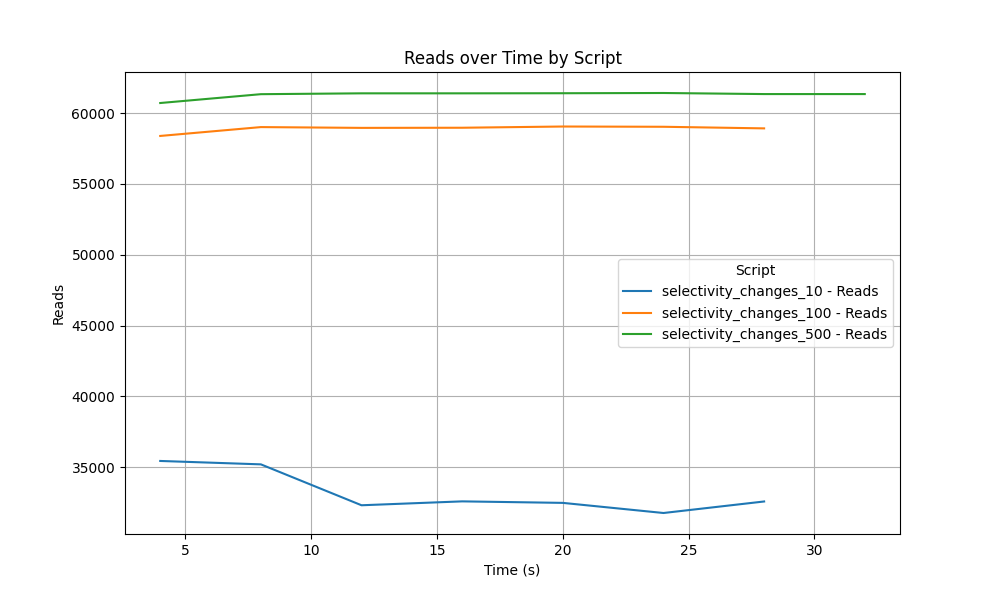 Reads over Time by Script
60000
55000
50000
45000
40000
35000
Reads
Script
selectivity_changes_10 - Reads
selectivity_changes_100 - Reads
selectivity_changes_500 - Reads
5 10 15 20 25 30
Time (s)